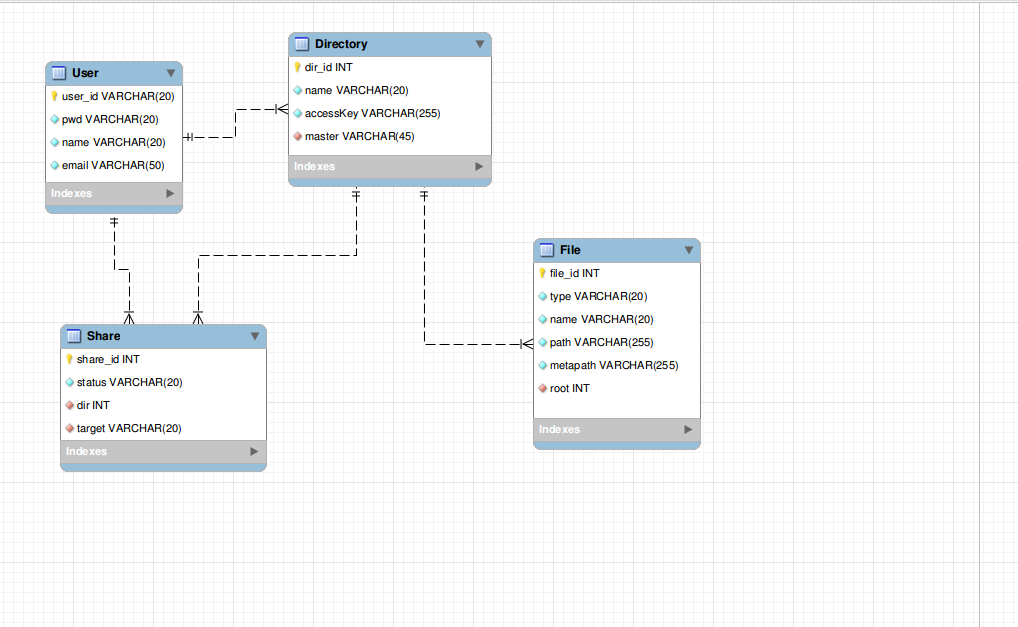 User
user_id VARCHAR(20)
pwd VARCHAR(20)
name VARCHAR(20)
email VARCHAR(50)
Indexes
Directory
dir_id INT
name VARCHAR(20)
accessKey VARCHAR(255)
master VARCHAR(45)
Indexes
Share
share_id INT
status VARCHAR(20)
dir INT
target VARCHAR(20)
Indexes
File
file_id INT
type VARCHAR(20)
name VARCHAR(20)
path VARCHAR(255)
metapath VARCHAR(255)
root INT
Indexes